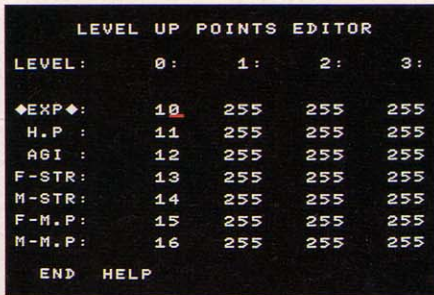 LEVEL UP POINTS EDITOR
LEVEL: 0: 1: 2: 3:
◆EXP◆: 10 255 255 255
H.P : 11 255 255 255
AGI : 12 255 255 255
F-STR: 13 255 255 255
M-STR: 14 255 255 255
F-M.P: 15 255 255 255
M-M.P: 16 255 255 255
END HELP